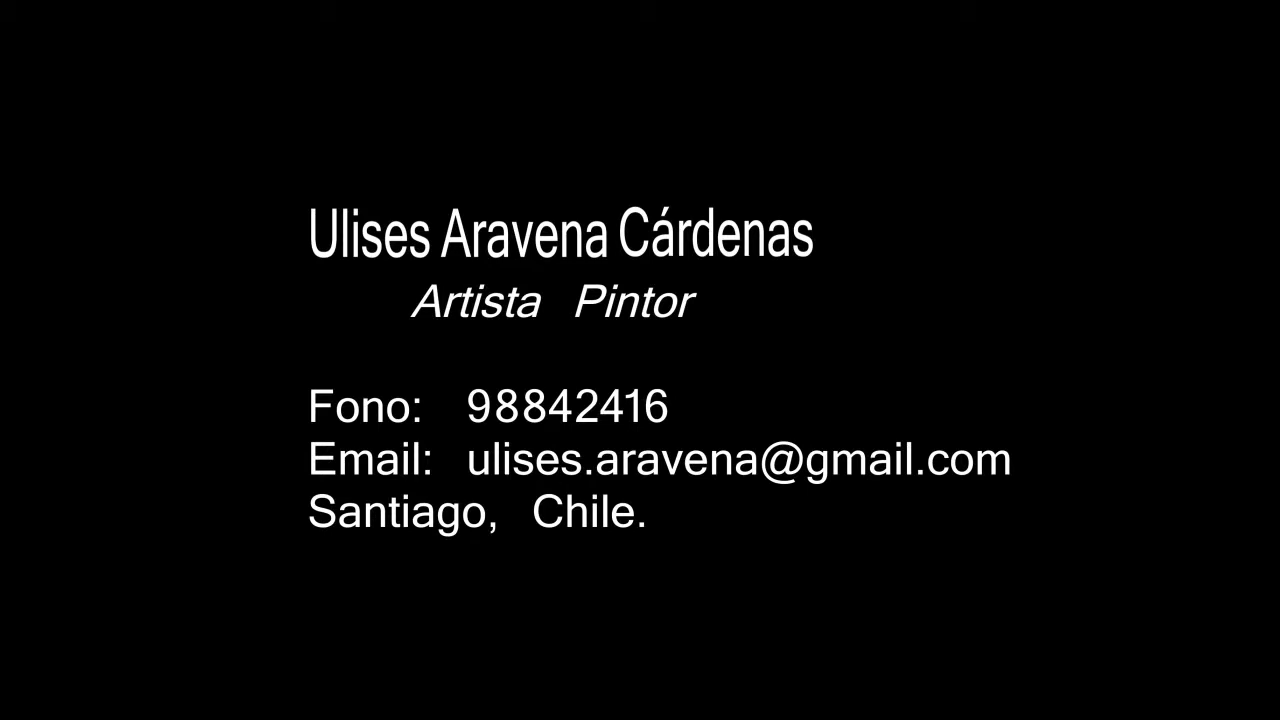 Ulises Aravena Cárdenas
Artista Pintor
Fono: 98842416
Email: ulises.aravena@gmail.com
Santiago, Chile.